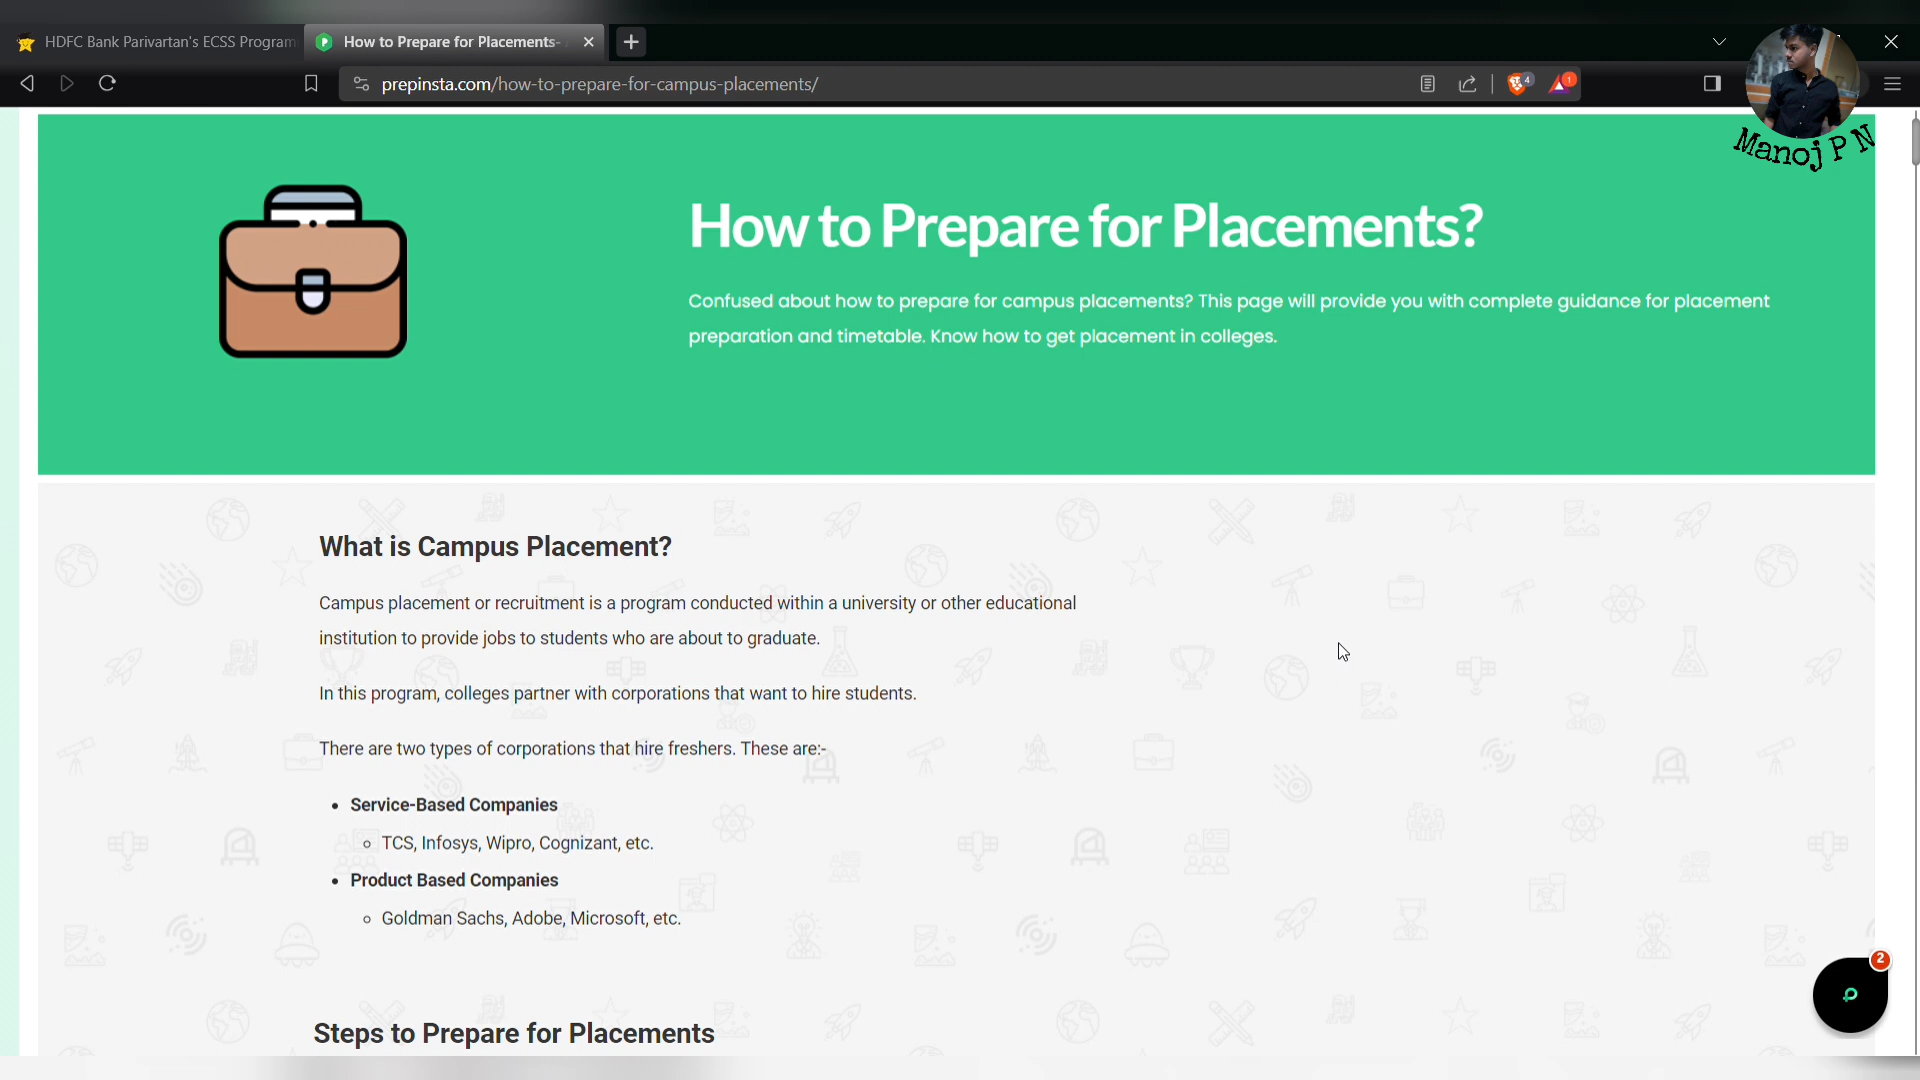 HDFC Bank Parivartan's ECSS Program
How to Prepare for Placements-
prepinsta.com/how-to-prepare-for-campus-placements/
4
1
Manoj P N
How to Prepare for Placements?
Confused about how to prepare for campus placements? This page will provide you with complete guidance for placement
preparation and timetable. Know how to get placement in colleges.
What is Campus Placement?
Campus placement or recruitment is a program conducted within a university or other educational
institution to provide jobs to students who are about to graduate.
In this program, colleges partner with corporations that want to hire students.
There are two types of corporations that hire freshers. These are:-
Service-Based Companies
TCS, Infosys, Wipro, Cognizant, etc.
Product Based Companies
Goldman Sachs, Adobe, Microsoft, etc.
2
Steps to Prepare for Placements